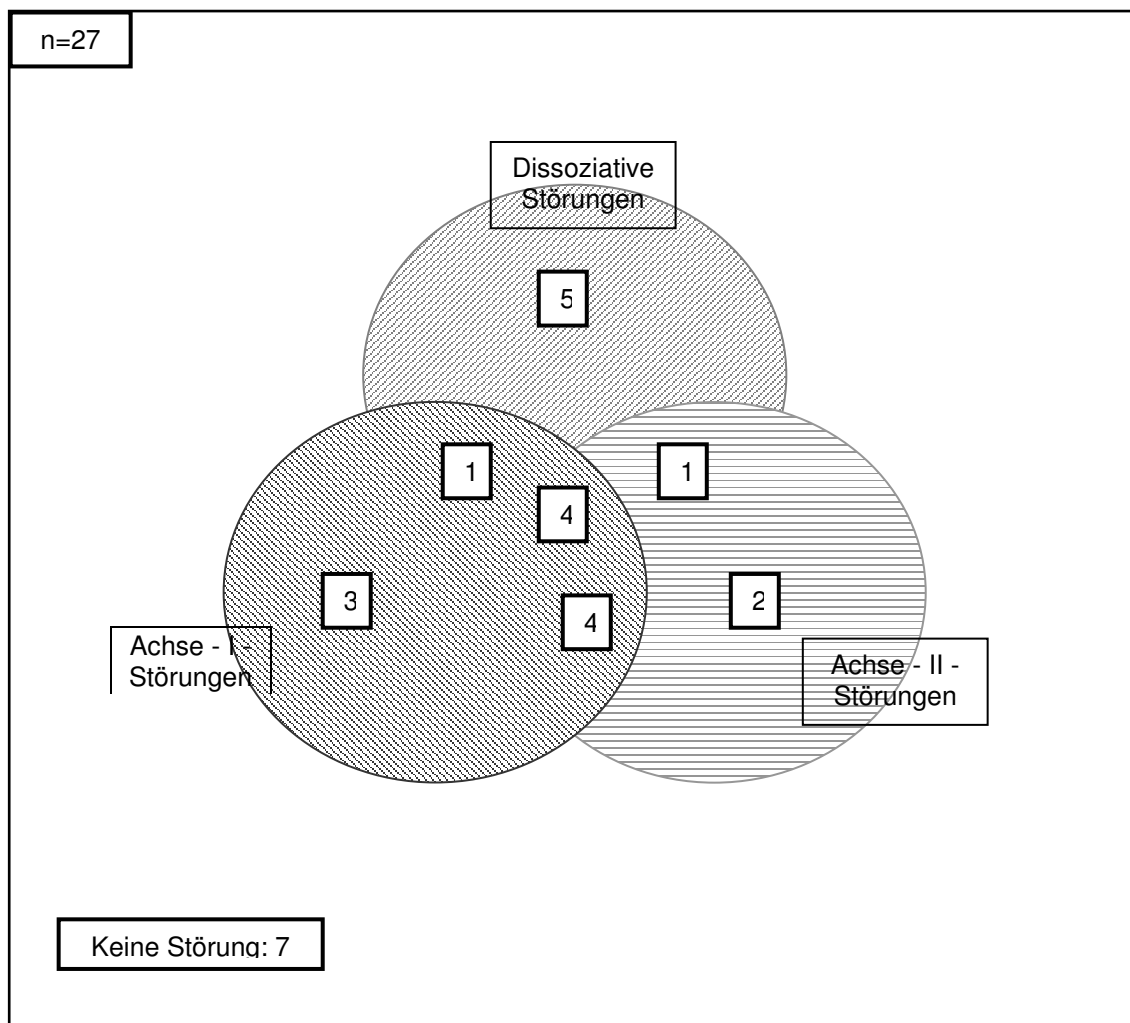 n=27
Dissoziative
Störungen
5
1
1
4
3
2
4
Achse - I -
Störungen
Achse - II -
Störungen
Keine Störung: 7